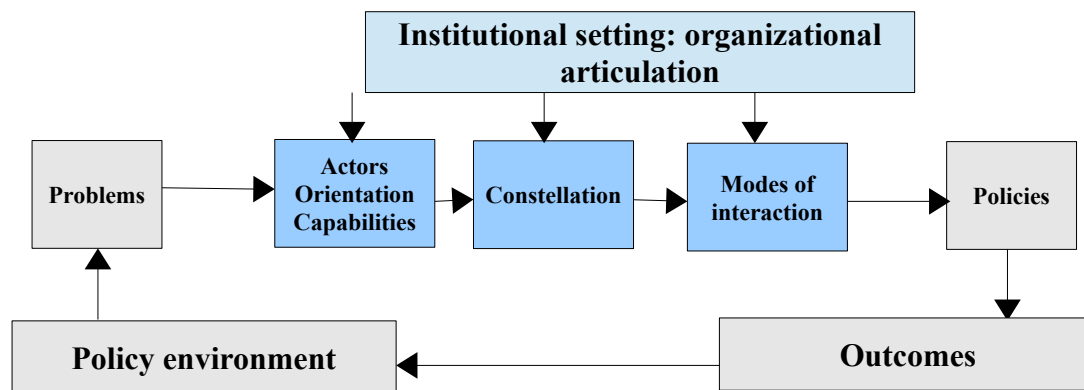 Institutional setting: organizational
articulation
Problems
Actors
Orientation
Capabilities
Constellation
Modes of
interaction
Policies
Policy environment
Outcomes